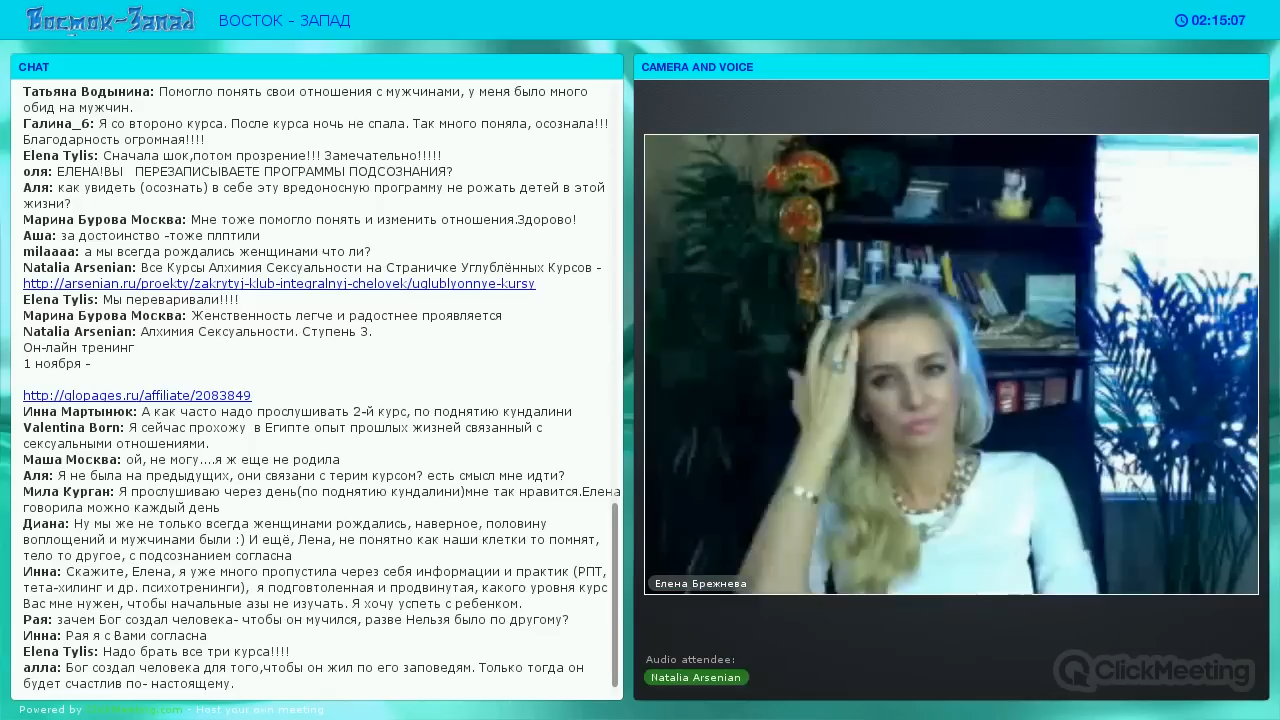 Восток-Запад
ВОСТОК - ЗАПАД
02:15:07
CHAT
Татьяна Водынина: Помогло понять свои отношения с мужчинами, у меня было много
обид на мужчин.
Галина_6: Я со второно курса. После курса ночь не спала. Так много поняла, осознала!!!
Благодарность огромная!!!!
Elena Tylis: Сначала шок,потом прозрение!!! Замечательно!!!!!
оля: ЕЛЕНА!ВЫ ПЕРЕЗАПИСЫВАЕТЕ ПРОГРАММЫ ПОДСОЗНАНИЯ?
Аля: как увидеть (осознать) в себе эту вредоносную программу не рожать детей в этой
жизни?
Марина Бурова Москва: Мне тоже помогло понять и изменить отношения.Здорово!
Аша: за достоинство -тоже плптили
milaaaa: а мы всегда рождались женщинами что ли?
Natalia Arsenian: Все Курсы Алхимия Сексуальности на Страничке Углублённых Курсов -
http://arsenian.ru/proekty/zakrytyj-klub-integralnyj-chelovek/uglublyonnye-kursy
Elena Tylis: Мы переваривали!!!!
Марина Бурова Москва: Женственность легче и радостнее проявляется
Natalia Arsenian: Алхимия Сексуальности. Ступень 3.
Он-лайн тренинг
1 ноября -
http://glopages.ru/affiliate/2083849
Инна Мартынюк: А как часто надо прослушивать 2-й курс, по поднятию кундалини
Valentina Born: Я сейчас прохожу в Египте опыт прошлых жизней связанный с
сексуальными отношениями.
Маша Москва: ой, не могу....я ж еще не родила
Аля: Я не была на предыдущих, они связани с терим курсом? есть смысл мне идти?
Мила Курган: Я прослушиваю через день(по поднятию кундалини)мне так нравится.Елена
говорила можно каждый день
Диана: Ну мы же не только всегда женщинами рождались, наверное, половину
воплощений и мужчинами были :) И ещё, Лена, не понятно как наши клетки то помнят,
тело то другое, с подсознанием согласна
Инна: Скажите, Елена, я уже много пропустила через себя информации и практик (РПТ,
тета-хилинг и др. психотренинги), я подговтоленная и продвинутая, какого уровня курс
Вас мне нужен, чтобы начальные азы не изучать. Я хочу успеть с ребенком.
Рая: зачем Бог создал человека- чтобы он мучился, разве Нельзя было по другому?
Инна: Рая я с Вами согласна
Elena Tylis: Надо брать все три курса!!!!
алла: Бог создал человека для того,чтобы он жил по его заповедям. Только тогда он
будет счастлив по- настоящему.
Powered by ClickMeeting.com - Host your own meeting
CAMERA AND VOICE
Елена Брежнева
Audio attendee:
Natalia Arsenian
ClickMeeting